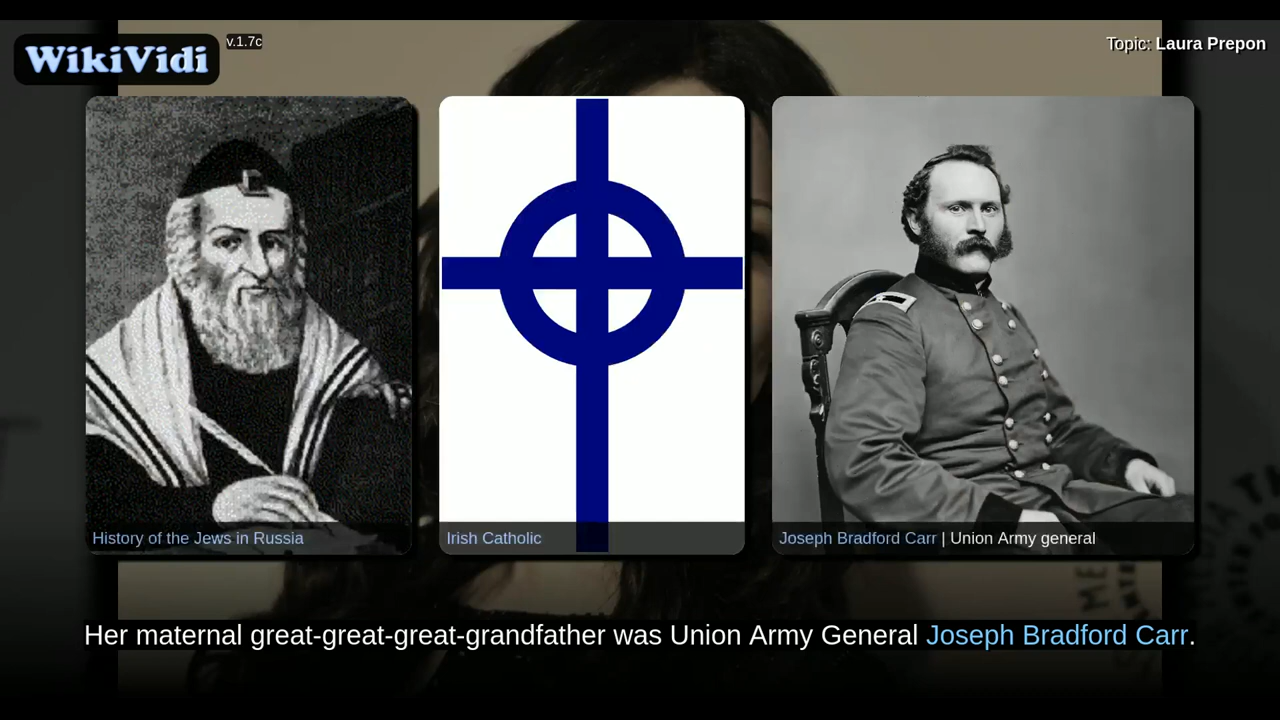 WikiVidi
v.1.7c
Topic: Laura Prepon
History of the Jews in Russia
Irish Catholic
Joseph Bradford Carr | Union Army general
Her maternal great-great-great-grandfather was Union Army General Joseph Bradford Carr.